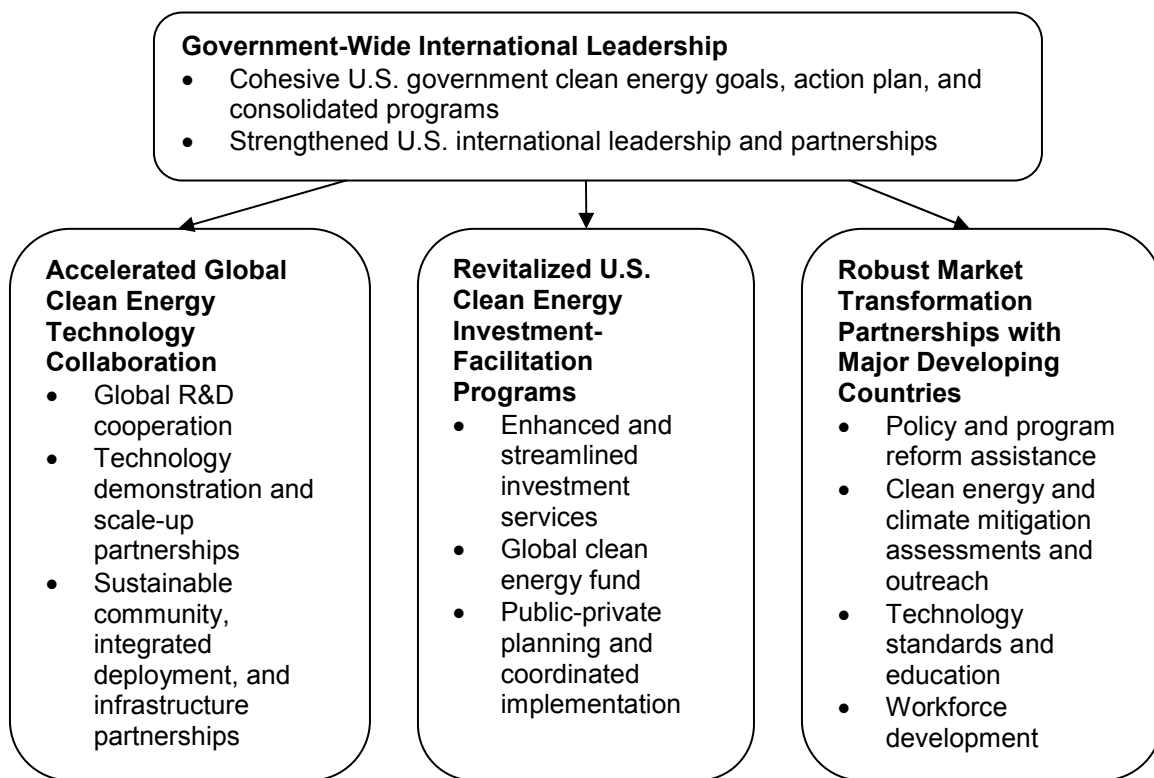 Government-Wide International Leadership
• Cohesive U.S. government clean energy goals, action plan, and
consolidated programs
• Strengthened U.S. international leadership and partnerships
Accelerated Global
Clean Energy
Technology
Collaboration
• Global R&D
cooperation
• Technology
demonstration and
scale-up
partnerships
• Sustainable
community,
integrated
deployment, and
infrastructure
partnerships
Revitalized U.S.
Clean Energy
Investment-
Facilitation
Programs
• Enhanced and
streamlined
investment
services
• Global clean
energy fund
• Public-private
planning and
coordinated
implementation
Robust Market
Transformation
Partnerships with
Major Developing
Countries
• Policy and program
reform assistance
• Clean energy and
climate mitigation
assessments and
outreach
• Technology
standards and
education
• Workforce
development